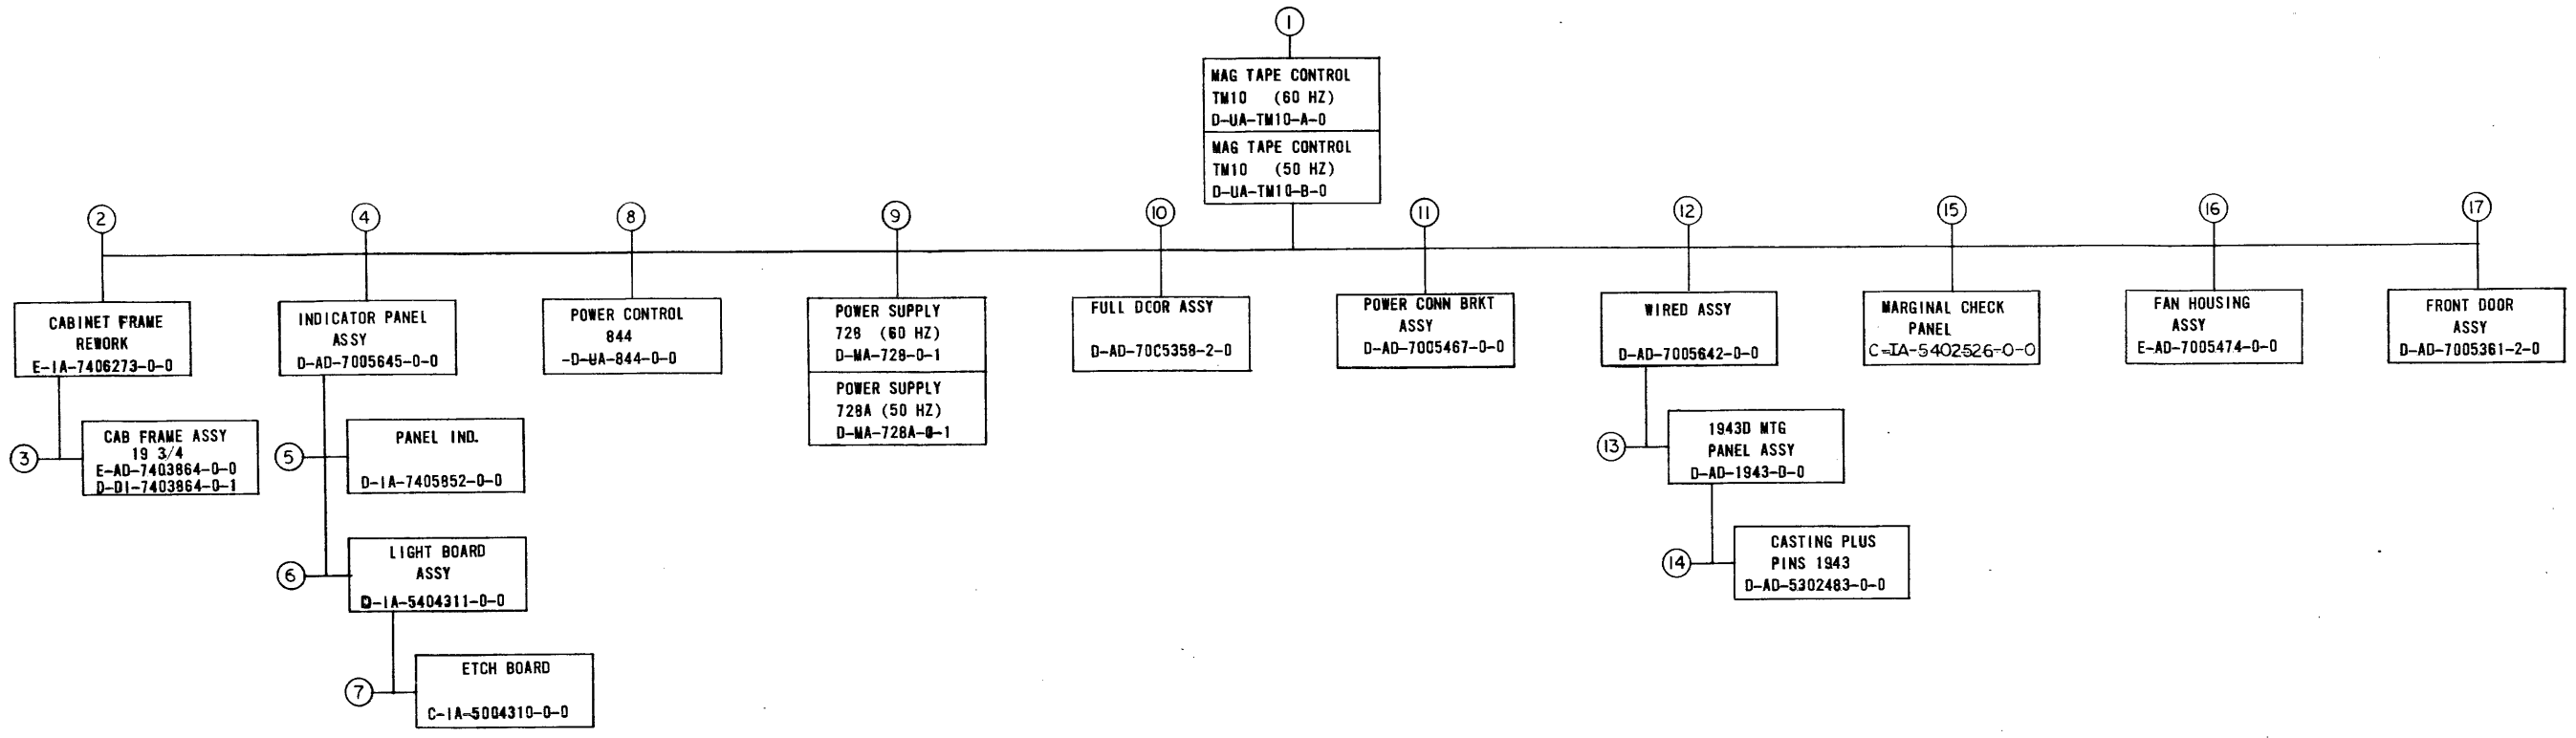 1
MAG TAPE CONTROL
TM10 (60 HZ)
D-UA-TM10-A-0
MAG TAPE CONTROL
TM10 (50 HZ)
D-UA-TM10-B-0
2
CABINET FRAME
REWORK
E-IA-7406273-0-0
3
CAB FRAME ASSY
19 3/4
E-AD-7403864-0-0
D-DI-7403864-0-1
4
INDICATOR PANEL
ASSY
D-AD-7005645-0-0
5
PANEL IND.
D-IA-7405852-0-0
6
LIGHT BOARD
ASSY
D-IA-5404311-0-0
7
ETCH BOARD
C-IA-5004310-0-0
8
POWER CONTROL
844
-D-UA-844-0-0
9
POWER SUPPLY
728 (60 HZ)
D-MA-728-0-1
POWER SUPPLY
728A (50 HZ)
D-MA-728A-0-1
10
FULL DOOR ASSY
D-AD-7005358-2-0
11
POWER CONN BRKT
ASSY
D-AD-7005467-0-0
12
WIRED ASSY
D-AD-7005642-0-0
13
1943D MTG
PANEL ASSY
D-AD-1943-D-0
14
CASTING PLUS
PINS 1943
D-AD-5302483-0-0
15
MARGINAL CHECK
PANEL
C-IA-5402526-0-0
16
FAN HOUSING
ASSY
E-AD-7005474-0-0
17
FRONT DOOR
ASSY
D-AD-7005361-2-0